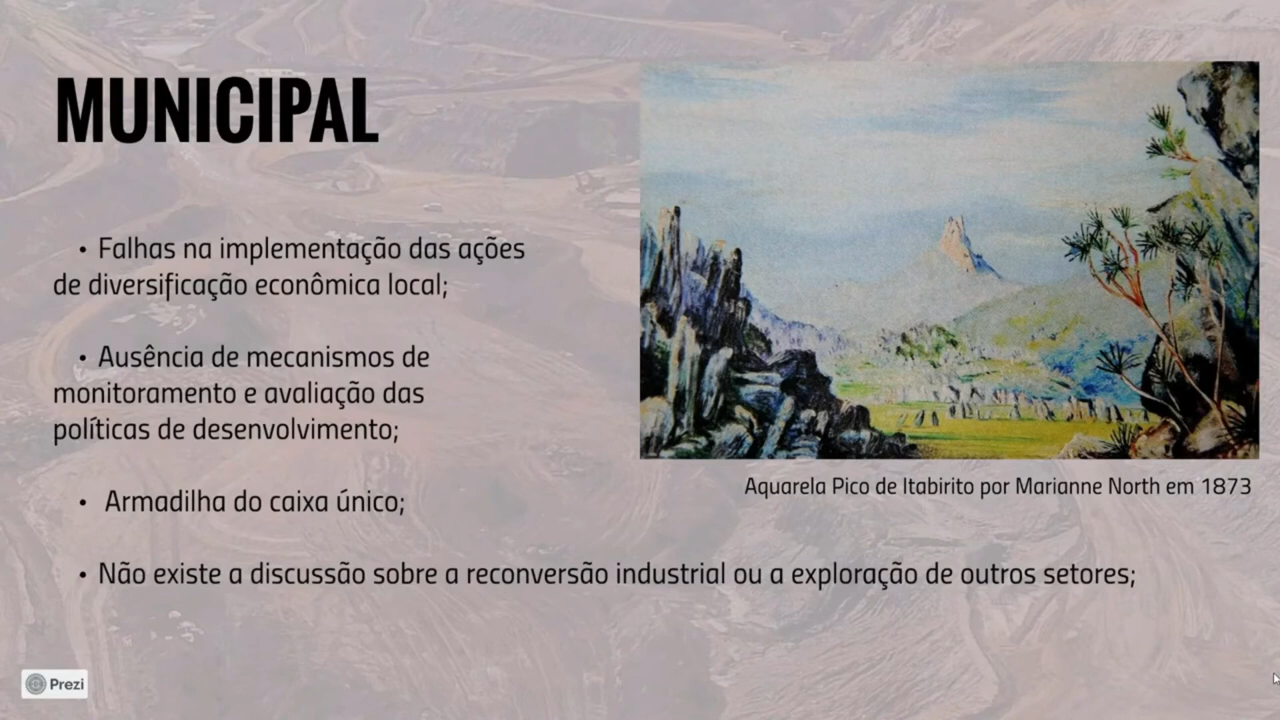 MUNICIPAL
• Falhas na implementação das ações
de diversificação econômica local;
• Ausência de mecanismos de
monitoramento e avaliação das
políticas de desenvolvimento;
• Armadilha do caixa único;
• Não existe a discussão sobre a reconversão industrial ou a exploração de outros setores;
Aquarela Pico de Itabirito por Marianne North em 1873
Prezi